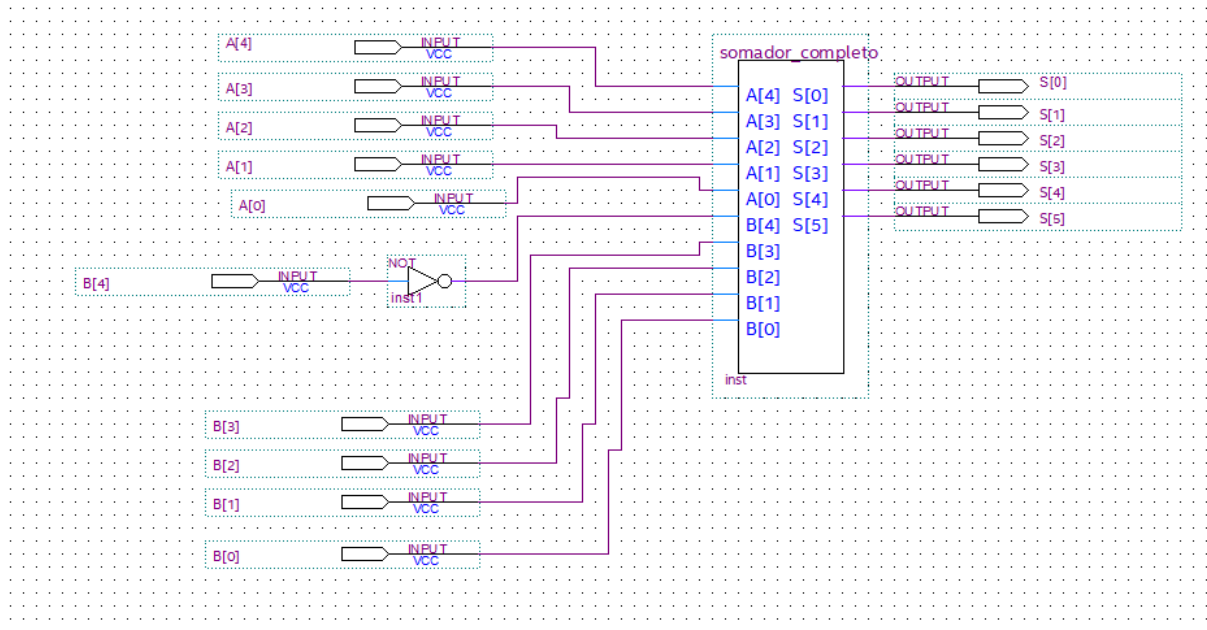 A[4] INPUT VCC
A[3] INPUT VCC
A[2] INPUT VCC
A[1] INPUT VCC
A[0] INPUT VCC
B[4] INPUT VCC
NOT
inst1
B[3] INPUT VCC
B[2] INPUT VCC
B[1] INPUT VCC
B[0] INPUT VCC
somador_completo
A[4] S[0]
A[3] S[1]
A[2] S[2]
A[1] S[3]
A[0] S[4]
B[4] S[5]
B[3]
B[2]
B[1]
B[0]
inst
OUTPUT S[0]
OUTPUT S[1]
OUTPUT S[2]
OUTPUT S[3]
OUTPUT S[4]
OUTPUT S[5]